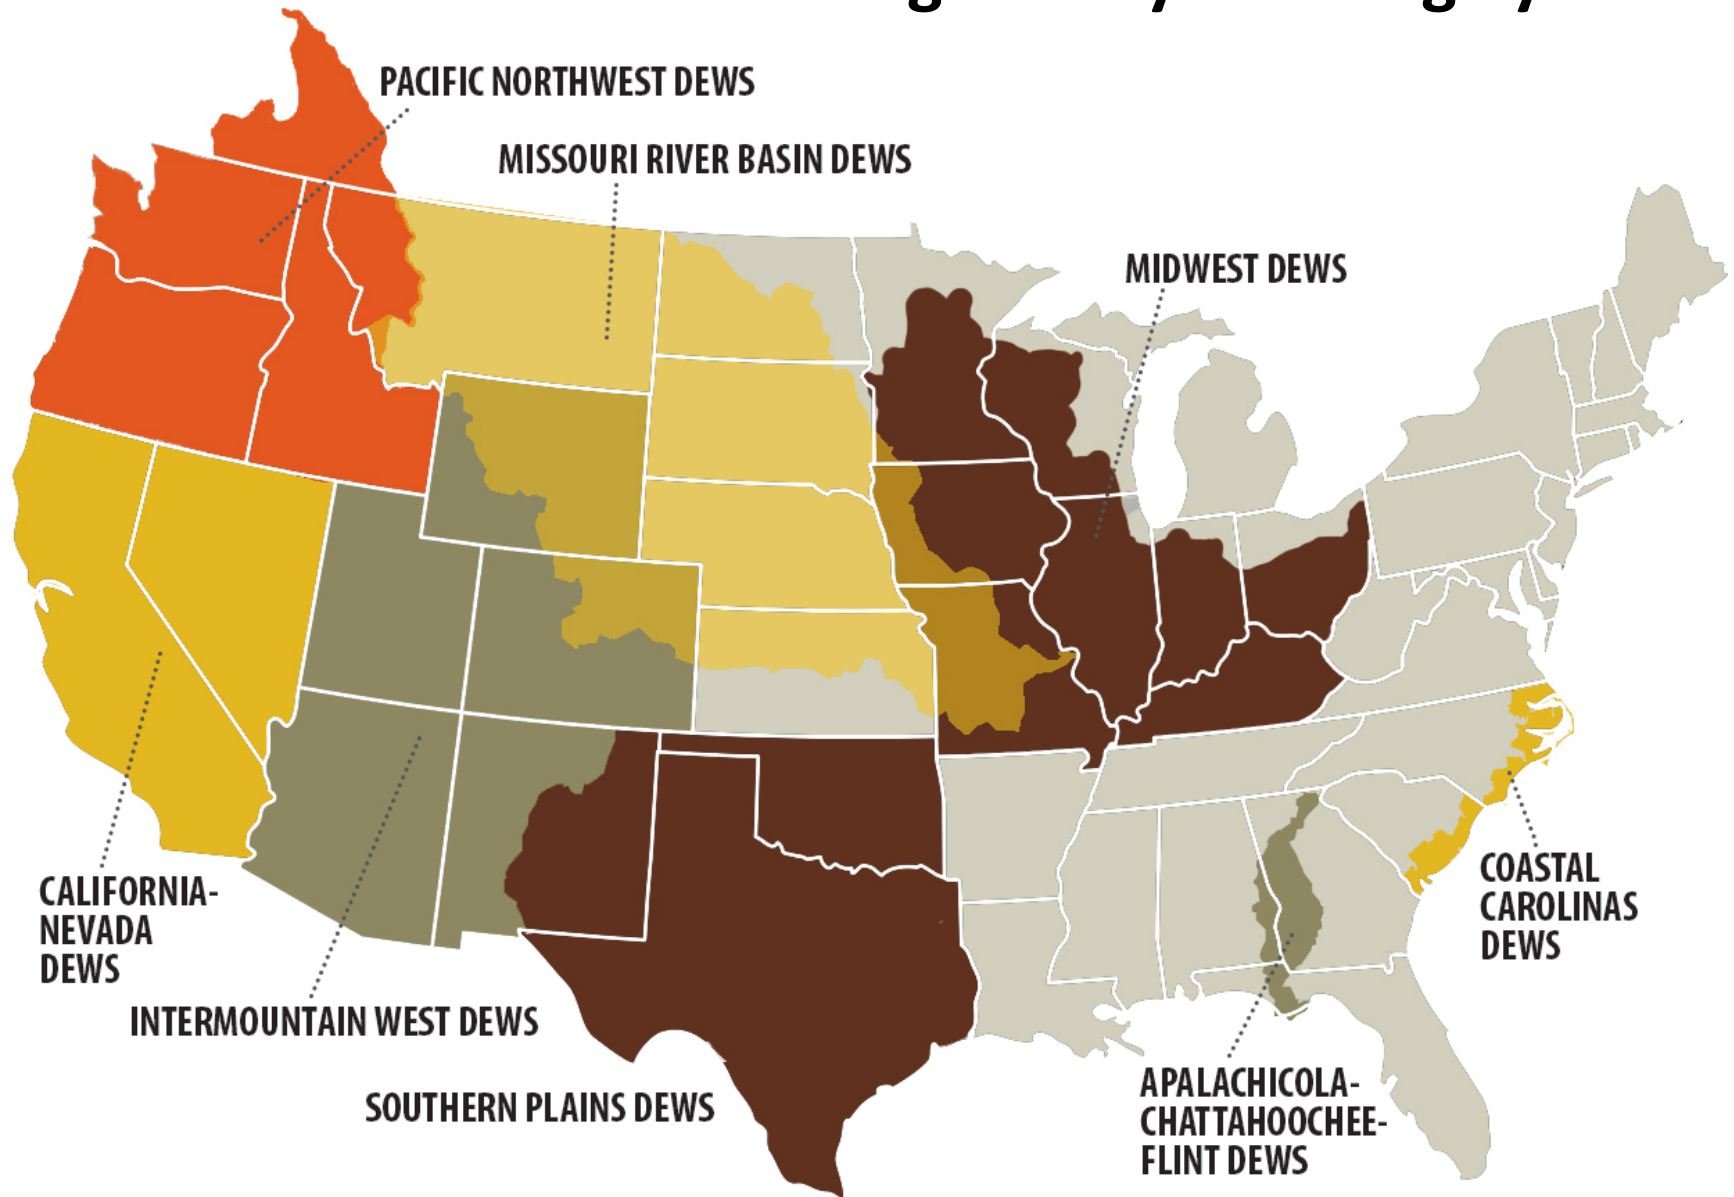 PACIFIC NORTHWEST DEWS
MISSOURI RIVER BASIN DEWS
MIDWEST DEWS
CALIFORNIA-
NEVADA
DEWS
INTERMOUNTAIN WEST DEWS
SOUTHERN PLAINS DEWS
COASTAL
CAROLINAS
DEWS
APALACHICOLA-
CHATTAHOOCHEE-
FLINT DEWS